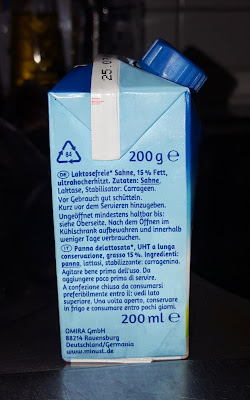 25.0
84
200 g ℮
DE Laktosefreie* Sahne, 15 % Fett,
ultrahocherhitzt. Zutaten: Sahne,
Laktase, Stabilisator: Carrageen.
Vor Gebrauch gut schütteln.
Kurz vor dem Servieren hinzugeben.
Ungeöffnet mindestens haltbar bis:
siehe Oberseite. Nach dem Öffnen im
Kühlschrank aufbewahren und innerhalb
weniger Tage verbrauchen.
IT Panna delattosata*, UHT a lunga
conservazione, grasso 15 %. Ingredienti:
panna, lattasi, stabilizzante: carragenina.
Agitare bene prima dell'uso. Da
aggiungere poco prima di servire.
A confezione chiusa da consumarsi
preferibilmente entro il: vedi lato
superiore. Una volta aperto, conservare
in frigo e consumare entro pochi giorni.
OMIRA GmbH
88214 Ravensburg
Deutschland/Germania
www.minusL.de
200 ml ℮